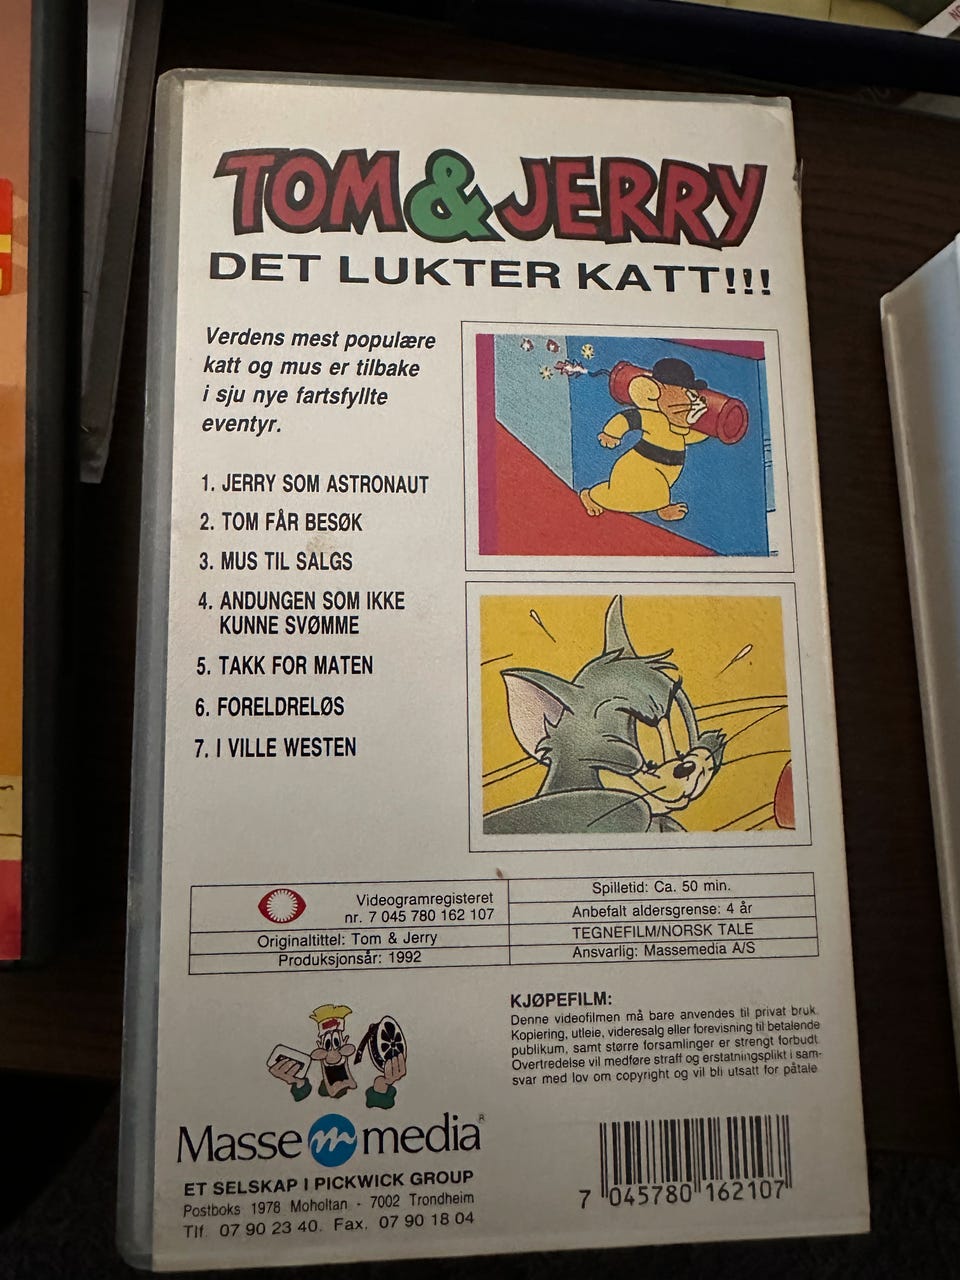 TOM & JERRY
DET LUKTER KATT!!!
Verdens mest populære
katt og mus er tilbake
i sju nye fartsfyllte
eventyr.
1. JERRY SOM ASTRONAUT
2. TOM FÅR BESØK
3. MUS TIL SALGS
4. ANDUNGEN SOM IKKE
KUNNE SVØMME
5. TAKK FOR MATEN
6. FORELDRELØS
7. I VILLE WESTEN
Videogramregisteret
nr. 7 045 780 162 107
Originaltittel: Tom & Jerry
Produksjonsår: 1992
Spilletid: Ca. 50 min.
Anbefalt aldersgrense: 4 år
TEGNEFILM/NORSK TALE
Ansvarlig: Massemedia A/S
KJØPEFILM:
Denne videofilmen må bare anvendes til privat bruk.
Kopiering, utleie, videresalg eller forevisning til betalende
publikum, samt større forsamlinger er strengt forbudt.
Overtredelse vil medføre straff og erstatningsplikt i sam-
svar med lov om copyright og vil bli utsatt for påtale
Masse m media®
ET SELSKAP I PICKWICK GROUP
Postboks 1978 Moholtan - 7002 Trondheim
Tlf. 07 90 23 40. Fax. 07 90 18 04
7 045780 162107